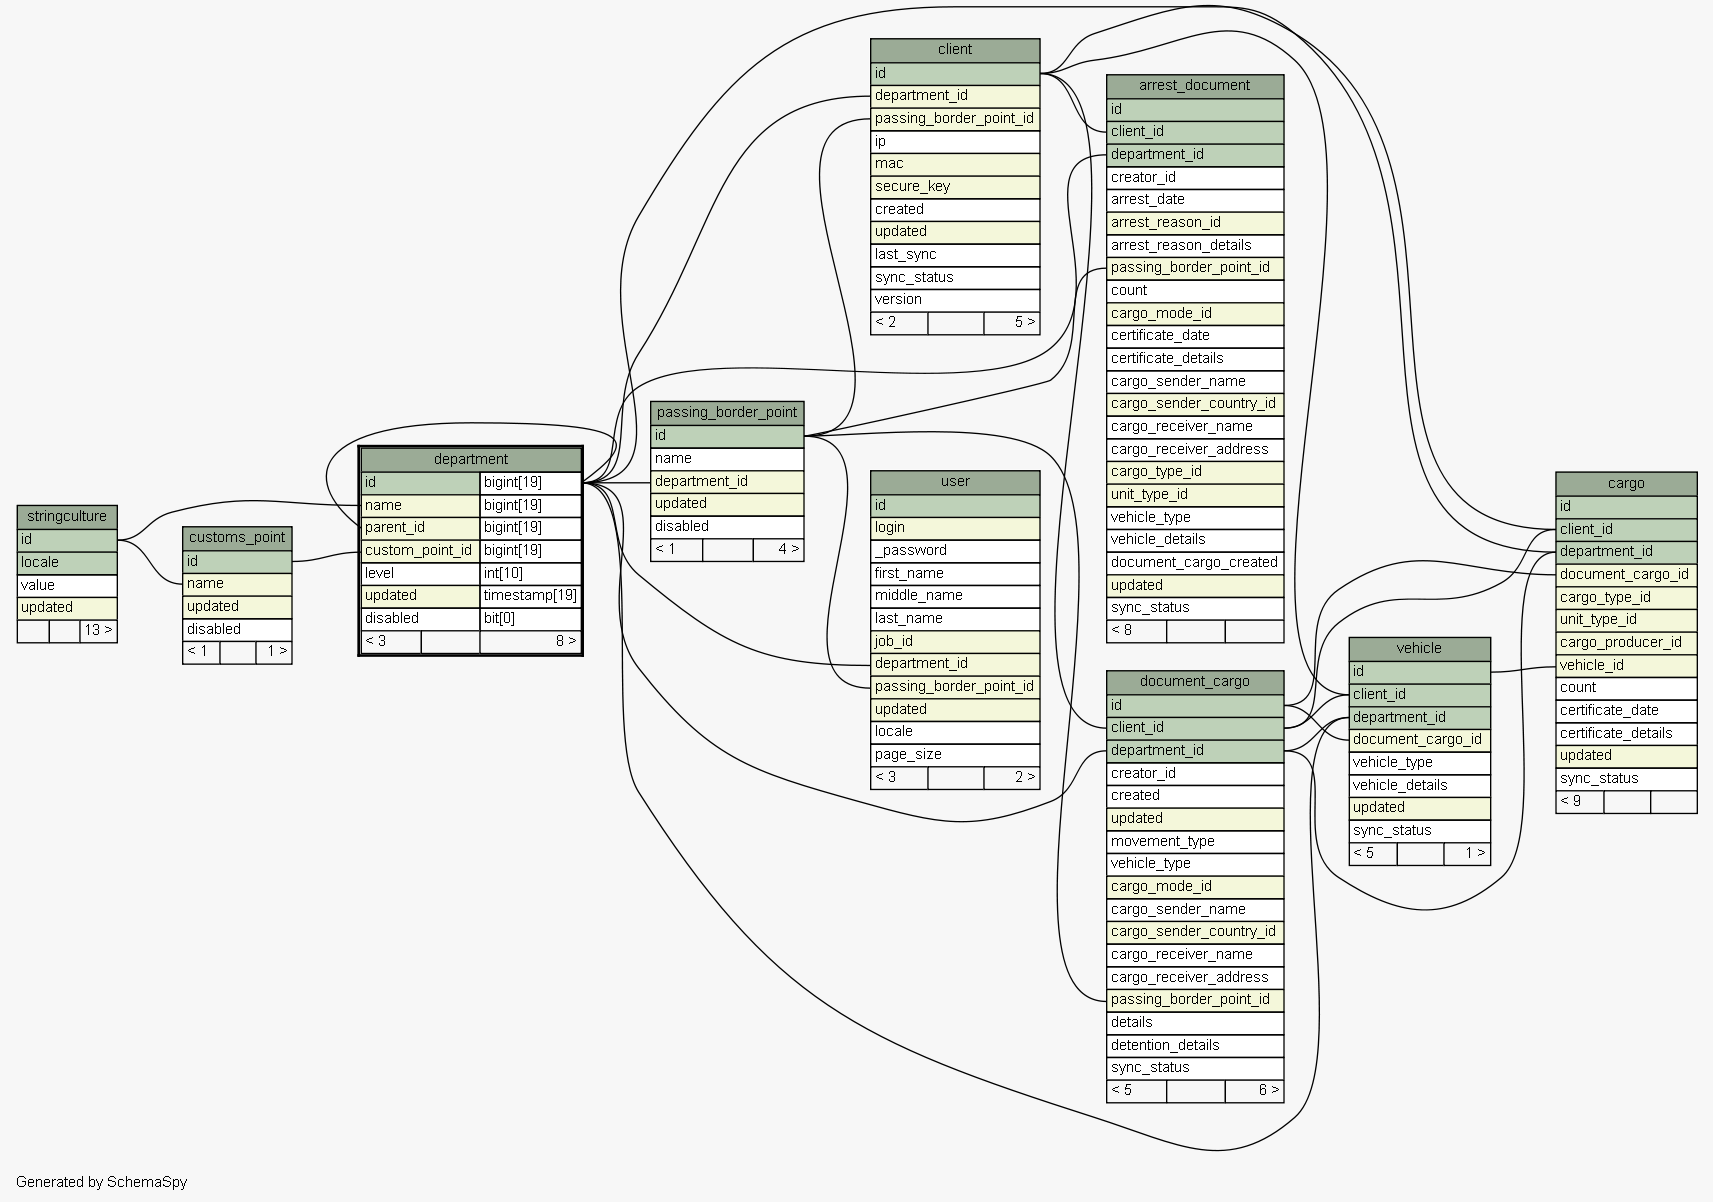 client
id
department_id
passing_border_point_id
ip
mac
secure_key
created
updated
last_sync
sync_status
version
< 2 5 >
arrest_document
id
client_id
department_id
creator_id
arrest_date
arrest_reason_id
arrest_reason_details
passing_border_point_id
count
cargo_mode_id
certificate_date
certificate_details
cargo_sender_name
cargo_sender_country_id
cargo_receiver_name
cargo_receiver_address
cargo_type_id
unit_type_id
vehicle_type
vehicle_details
document_cargo_created
updated
sync_status
< 8
passing_border_point
id
name
department_id
updated
disabled
< 1 4 >
department
id bigint[19]
name bigint[19]
parent_id bigint[19]
custom_point_id bigint[19]
level int[10]
updated timestamp[19]
disabled bit[0]
< 3 8 >
stringculture
id
locale
value
updated
13 >
customs_point
id
name
updated
disabled
< 1 1 >
user
id
login
_password
first_name
middle_name
last_name
job_id
department_id
passing_border_point_id
updated
locale
page_size
< 3 2 >
cargo
id
client_id
department_id
document_cargo_id
cargo_type_id
unit_type_id
cargo_producer_id
vehicle_id
count
certificate_date
certificate_details
updated
sync_status
< 9
vehicle
id
client_id
department_id
document_cargo_id
vehicle_type
vehicle_details
updated
sync_status
< 5 1 >
document_cargo
id
client_id
department_id
creator_id
created
updated
movement_type
vehicle_type
cargo_mode_id
cargo_sender_name
cargo_sender_country_id
cargo_receiver_name
cargo_receiver_address
passing_border_point_id
details
detention_details
sync_status
< 5 6 >
Generated by SchemaSpy